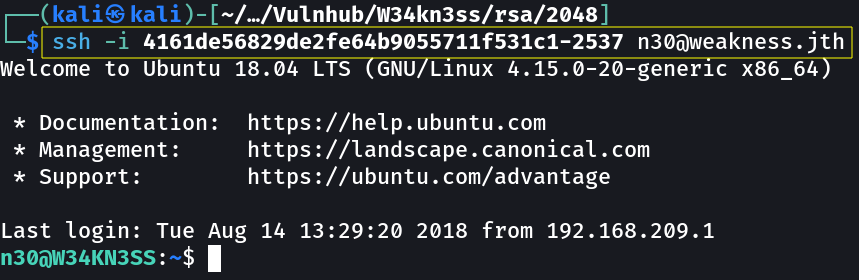 ┌──(kali㉿kali)-[~/…/Vulnhub/W34kn3ss/rsa/2048]
└─$ ssh -i 4161de56829de2fe64b9055711f531c1-2537 n30@weakness.jth
Welcome to Ubuntu 18.04 LTS (GNU/Linux 4.15.0-20-generic x86_64)

 * Documentation:  https://help.ubuntu.com
 * Management:     https://landscape.canonical.com
 * Support:        https://ubuntu.com/advantage

Last login: Tue Aug 14 13:29:20 2018 from 192.168.209.1
n30@W34KN3SS:~$